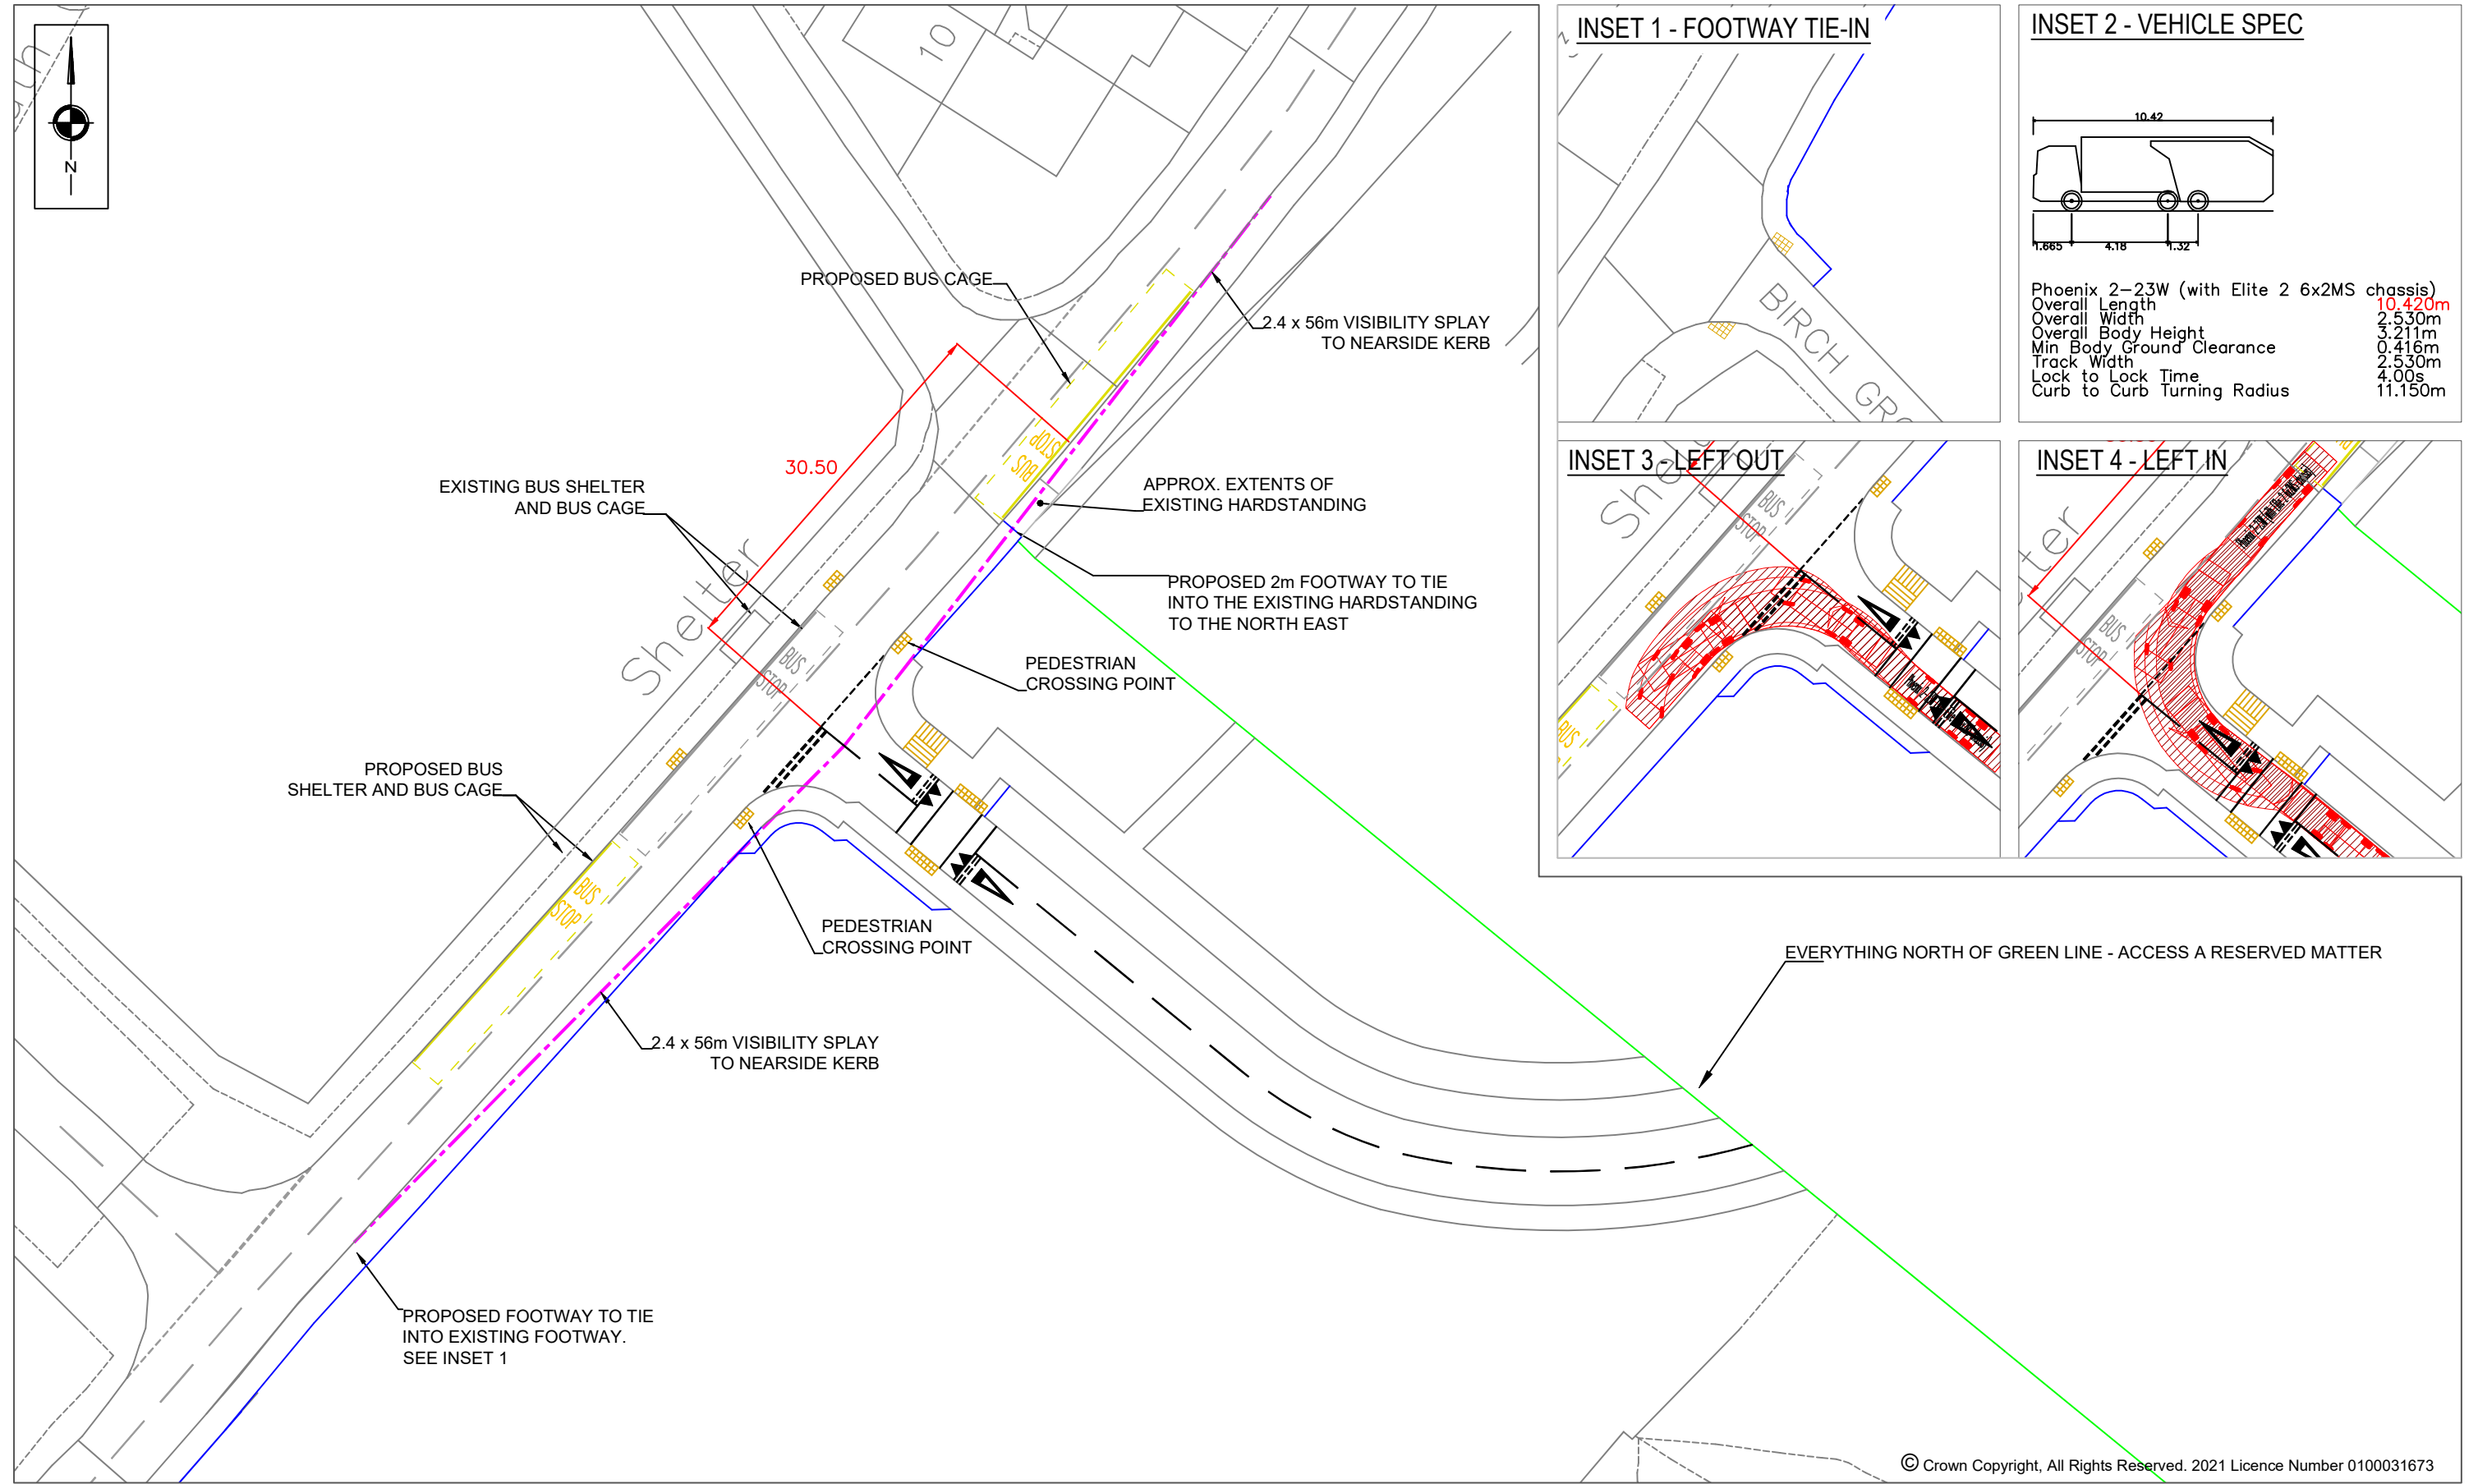 N
10
PROPOSED BUS CAGE
2.4 x 56m VISIBILITY SPLAY
TO NEARSIDE KERB
30.50
BUS
STOP
EXISTING BUS SHELTER
AND BUS CAGE
APPROX. EXTENTS OF
EXISTING HARDSTANDING
Shelter
PROPOSED 2m FOOTWAY TO TIE
INTO THE EXISTING HARDSTANDING
TO THE NORTH EAST
BUS
STOP
PEDESTRIAN
CROSSING POINT
PROPOSED BUS
SHELTER AND BUS CAGE
BUS
STOP
PEDESTRIAN
CROSSING POINT
EVERYTHING NORTH OF GREEN LINE - ACCESS A RESERVED MATTER
2.4 x 56m VISIBILITY SPLAY
TO NEARSIDE KERB
PROPOSED FOOTWAY TO TIE
INTO EXISTING FOOTWAY.
SEE INSET 1
INSET 1 - FOOTWAY TIE-IN
BIRCH GRO
INSET 2 - VEHICLE SPEC
10.42
1.665 4.18 1.32
Phoenix 2-23W (with Elite 2 6x2MS chassis)
Overall Length 10.420m
Overall Width 2.530m
Overall Body Height 3.211m
Min Body Ground Clearance 0.416m
Track Width 2.530m
Lock to Lock Time 4.00s
Curb to Curb Turning Radius 11.150m
INSET 3 - LEFT OUT
She
BUS
STOP
BUS
INSET 4 - LEFT IN
lter
BUS
STOP
© Crown Copyright, All Rights Reserved. 2021 Licence Number 0100031673